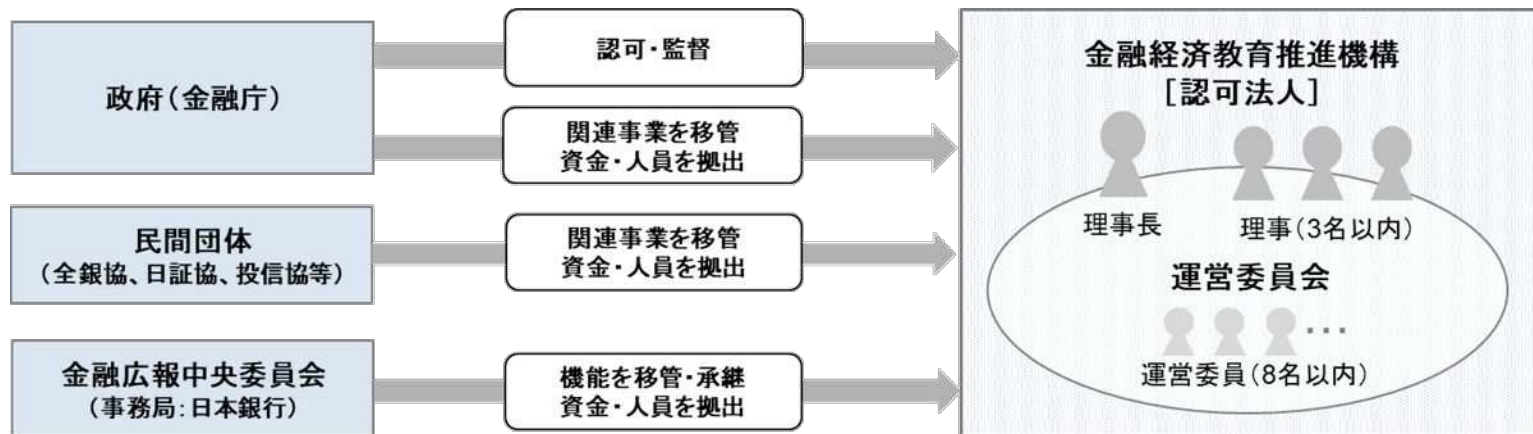 政府（金融庁）
認可・監督
関連事業を移管
資金・人員を拠出
民間団体
（全銀協、日証協、投信協等）
関連事業を移管
資金・人員を拠出
金融広報中央委員会
（事務局：日本銀行）
機能を移管・承継
資金・人員を拠出
金融経済教育推進機構
［認可法人］
理事長
理事（3名以内）
運営委員会
…
運営委員（8名以内）